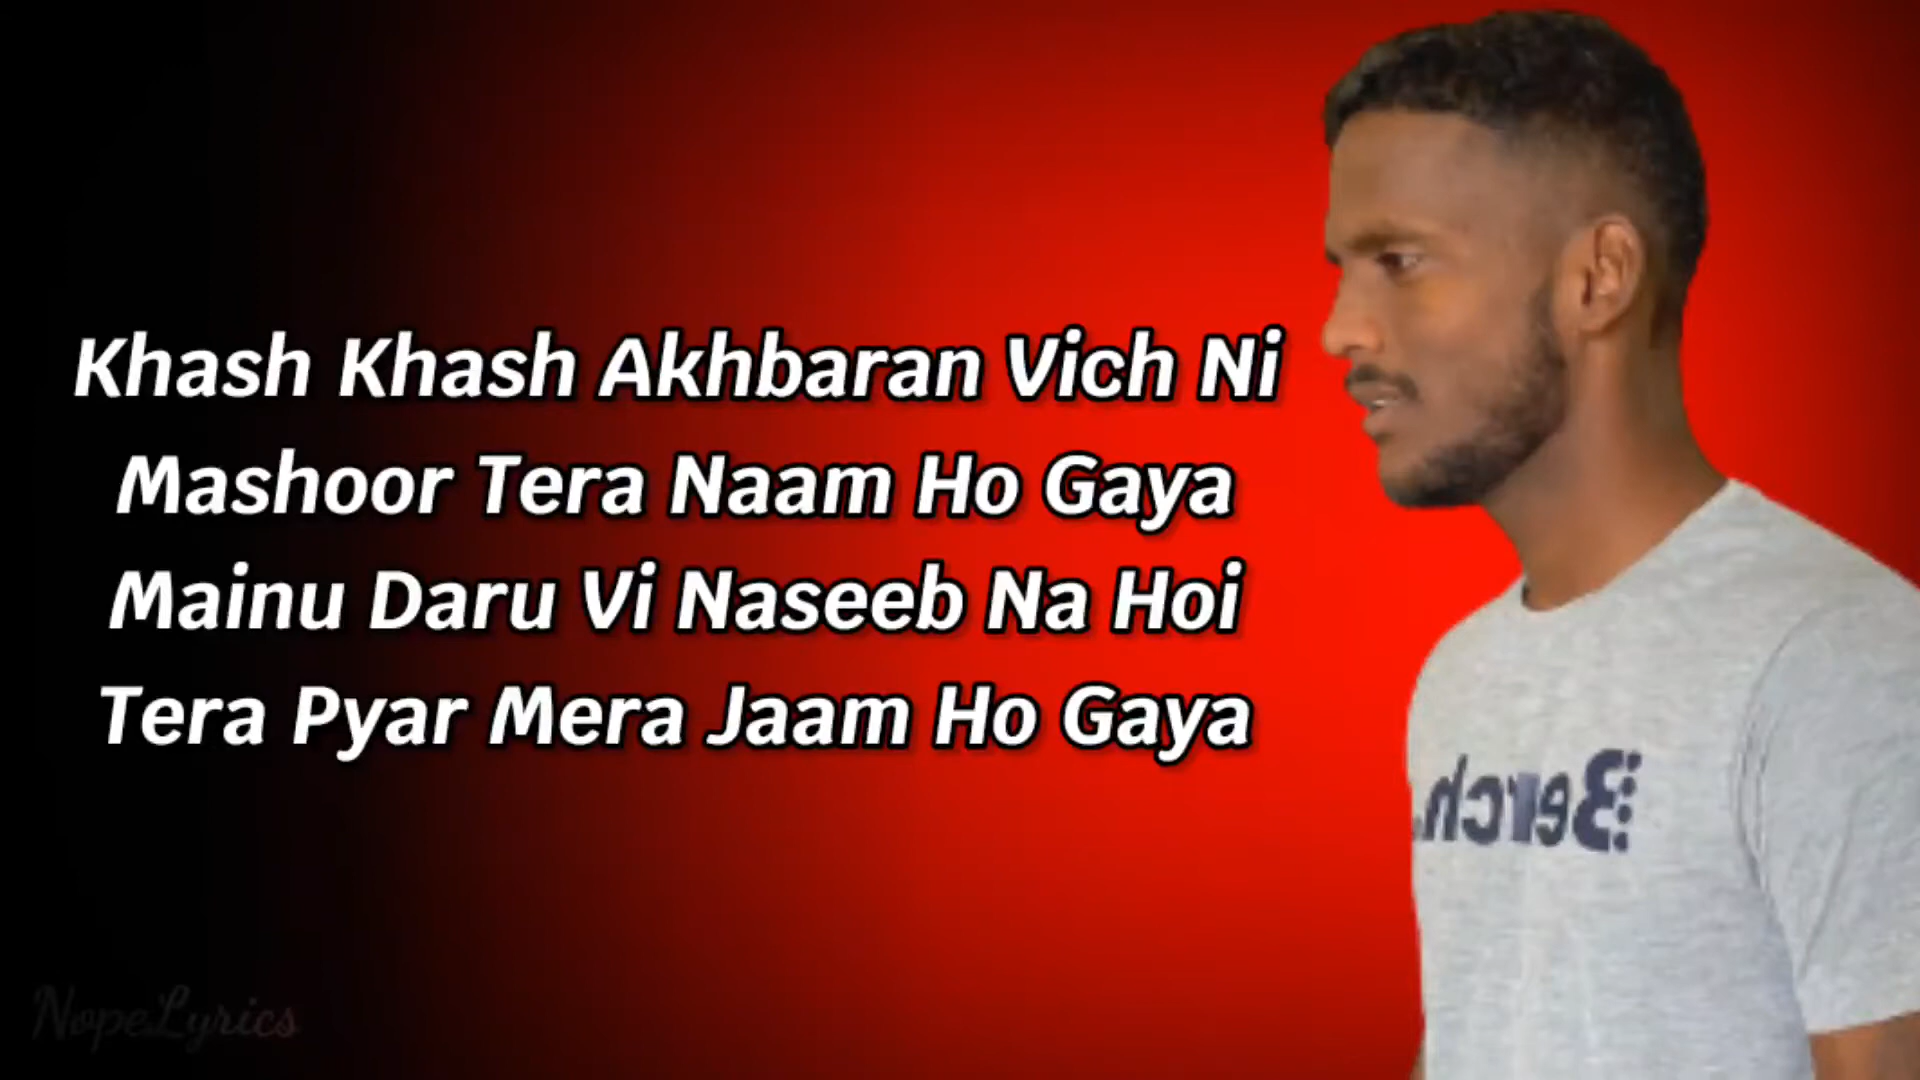 Khash Khash Akhbaran Vich Ni
Mashoor Tera Naam Ho Gaya
Mainu Daru Vi Naseeb Na Hoi
Tera Pyar Mera Jaam Ho Gaya
Berch.
NopeLyrics